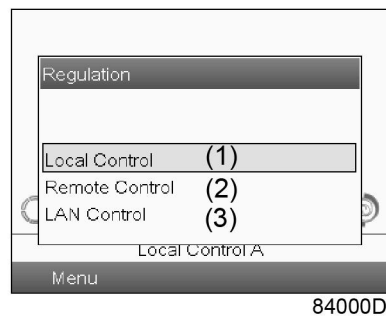 Regulation
Local Control (1)
Remote Control (2)
LAN Control (3)
Local Control A
Menu
84000D